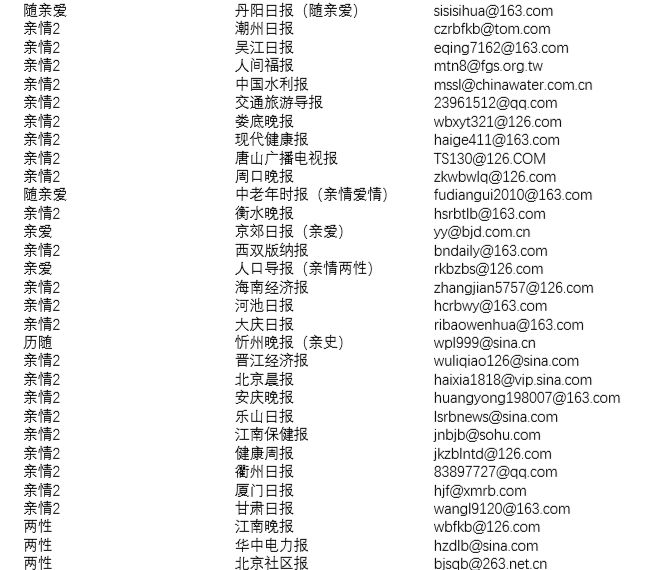 随亲爱 丹阳日报（随亲爱） sisisihua@163.com
亲情2 潮州日报 czrbfkb@tom.com
亲情2 吴江日报 eqing7162@163.com
亲情2 人间福报 mtn8@fgs.org.tw
亲情2 中国水利报 mssl@chinawater.com.cn
亲情2 交通旅游导报 23961512@qq.com
亲情2 娄底晚报 wbxyt321@126.com
亲情2 现代健康报 haige411@163.com
亲情2 唐山广播电视报 TS130@126.COM
亲情2 周口晚报 zkwbwlq@126.com
随亲爱 中老年时报（亲情爱情） fudiangui2010@163.com
亲情2 衡水晚报 hsrbtlb@163.com
亲爱 京郊日报（亲爱） yy@bjd.com.cn
亲情2 西双版纳报 bndaily@163.com
亲爱 人口导报（亲情两性） rkbzbs@126.com
亲情2 海南经济报 zhangjian5757@126.com
亲情2 河池日报 hcrbwy@163.com
亲情2 大庆日报 ribaowenhua@163.com
历随 忻州晚报（亲史） wpl999@sina.cn
亲情2 晋江经济报 wuliqiao126@sina.com
亲情2 北京晨报 haixia1818@vip.sina.com
亲情2 安庆晚报 huangyong198007@163.com
亲情2 乐山日报 lsrbnews@sina.com
亲情2 江南保健报 jnbjb@sohu.com
亲情2 健康周报 jkzblntd@126.com
亲情2 衢州日报 83897727@qq.com
亲情2 厦门日报 hjf@xmrb.com
亲情2 甘肃日报 wangl9120@163.com
两性 江南晚报 wbfkb@126.com
两性 华中电力报 hzdlb@sina.com
两性 北京社区报 bjsqb@263.net.cn